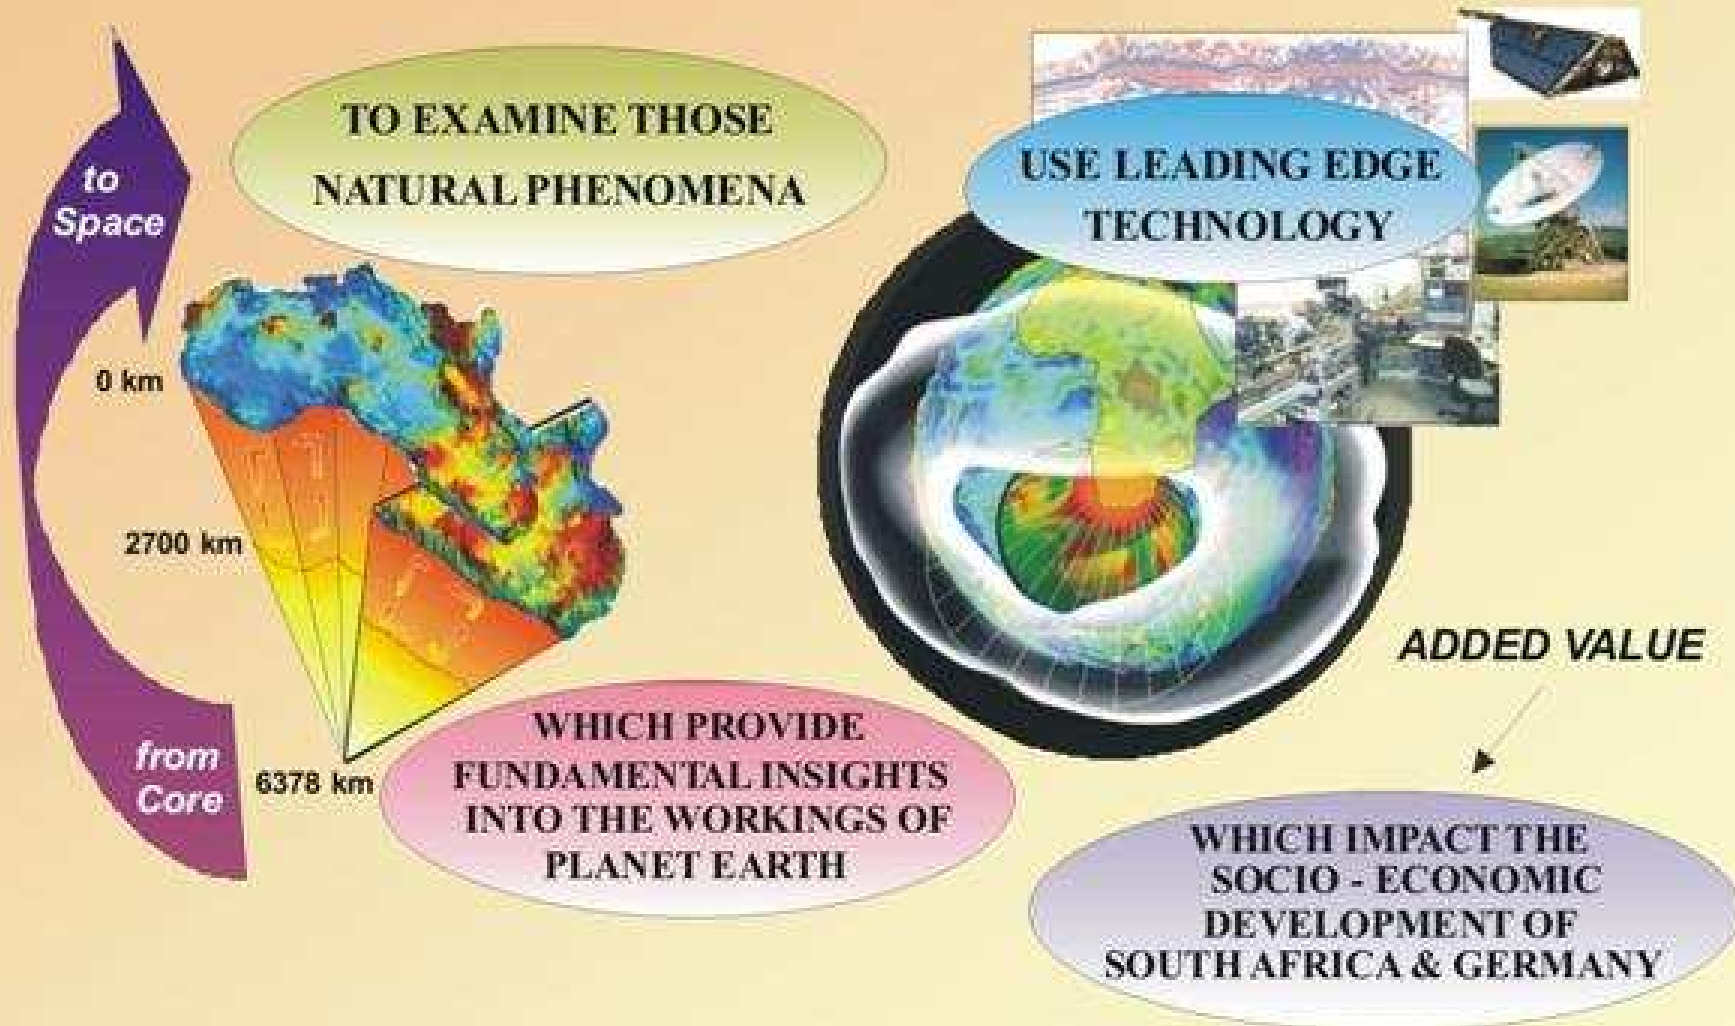 TO EXAMINE THOSE
NATURAL PHENOMENA
USE LEADING EDGE
TECHNOLOGY
to
Space
0 km
2700 km
6378 km
from
Core
WHICH PROVIDE
FUNDAMENTAL INSIGHTS
INTO THE WORKINGS OF
PLANET EARTH
ADDED VALUE
WHICH IMPACT THE
SOCIO - ECONOMIC
DEVELOPMENT OF
SOUTH AFRICA & GERMANY